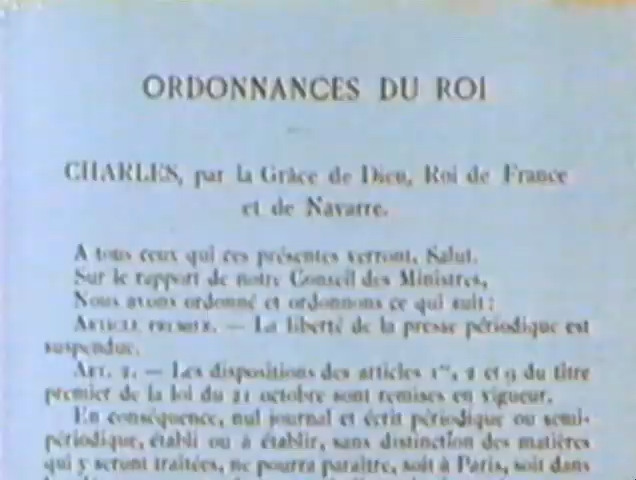 ORDONNANCES DU ROI
CHARLES, par la Grâce de Dieu, Roi de France
et de Navarre.
A tous ceux qui ces présentes verront, Salut.
Sur le rapport de notre Conseil des Ministres,
Nous avons ordonné et ordonnons ce qui suit :
ARTICLE PREMIER. — La liberté de la presse périodique est
suspendue.
ART. 2. — Les dispositions des articles 1er, 2 et 9 du titre
premier de la loi du 21 octobre sont remises en vigueur.
En conséquence, nul journal et écrit périodique ou semi-
périodique, établi ou à établir, sans distinction des matières
qui y seront traitées, ne pourra paraître, soit à Paris, soit dans